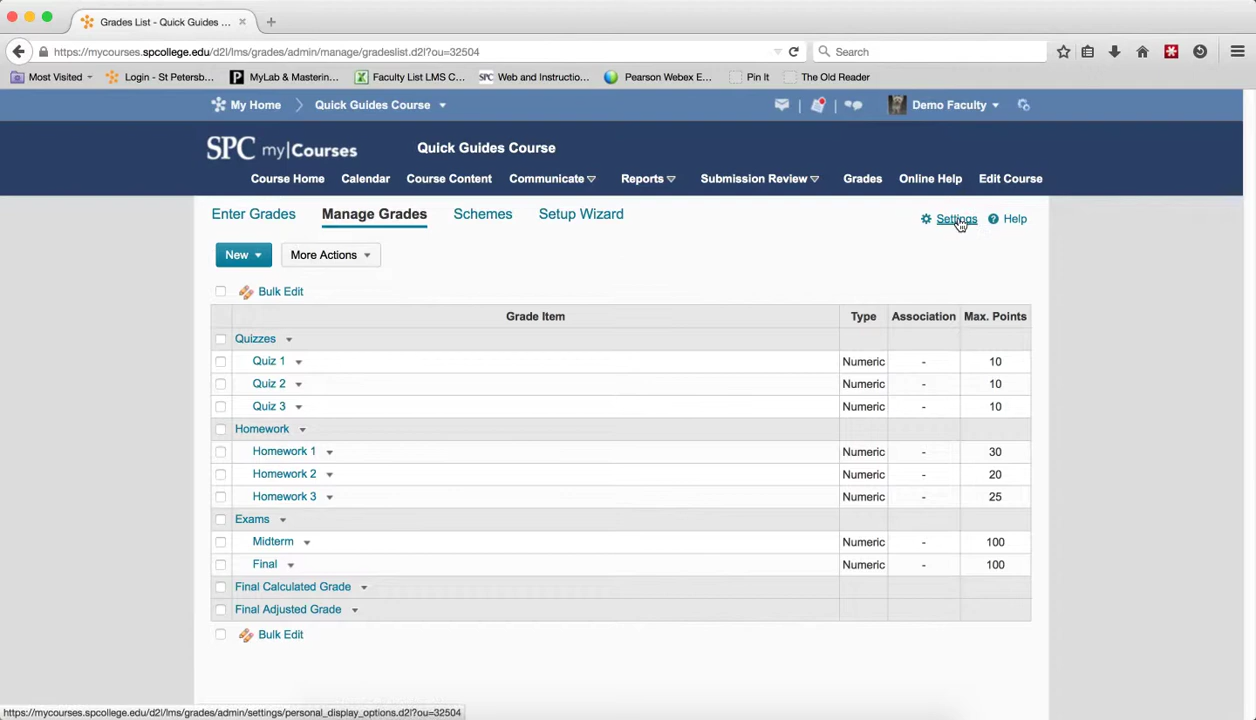 Grades List - Quick Guides ...
https://mycourses.spcollege.edu/d2l/lms/grades/admin/manage/gradeslist.d2l?ou=32504
Search
Most Visited
Login - St Petersb...
MyLab & Mastering...
Faculty List LMS C...
SPC Web and Instructio...
Pearson Webex E...
Pin It
The Old Reader
My Home
Quick Guides Course
Demo Faculty
SPC my|Courses
Quick Guides Course
Course Home
Calendar
Course Content
Communicate
Reports
Submission Review
Grades
Online Help
Edit Course
Enter Grades
Manage Grades
Schemes
Setup Wizard
Settings
Help
New
More Actions
Bulk Edit
Grade Item Type Association Max. Points
Quizzes
Quiz 1 Numeric - 10
Quiz 2 Numeric - 10
Quiz 3 Numeric - 10
Homework
Homework 1 Numeric - 30
Homework 2 Numeric - 20
Homework 3 Numeric - 25
Exams
Midterm Numeric - 100
Final Numeric - 100
Final Calculated Grade
Final Adjusted Grade
Bulk Edit
https://mycourses.spcollege.edu/d2l/lms/grades/admin/settings/personal_display_options.d2l?ou=32504